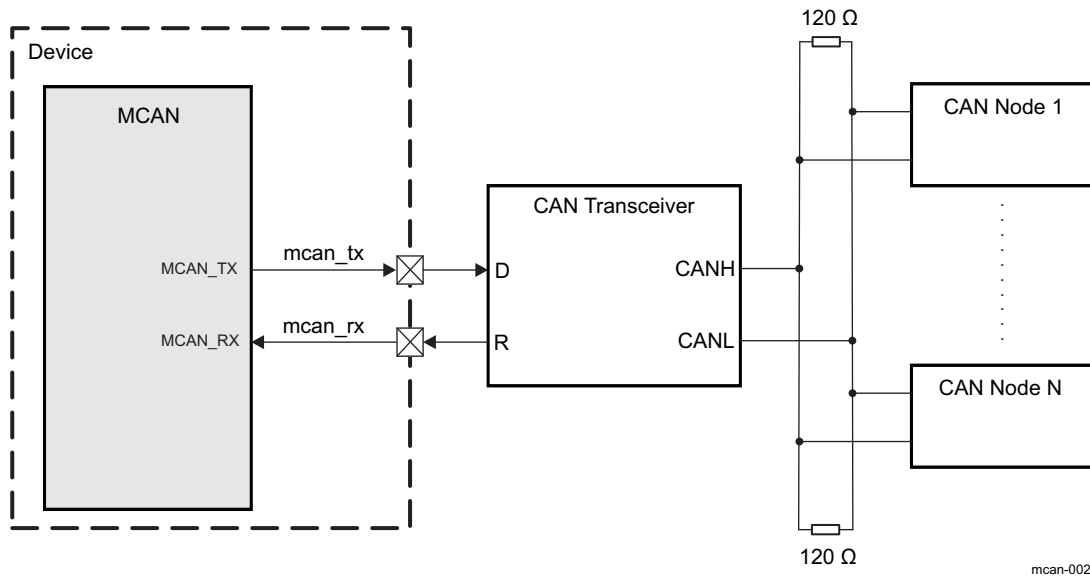 120 Ω
Device
MCAN
CAN Node 1
CAN Transceiver
mcan_tx
MCAN_TX
D
CANH
mcan_rx
MCAN_RX
R
CANL
CAN Node N
120 Ω
mcan-002